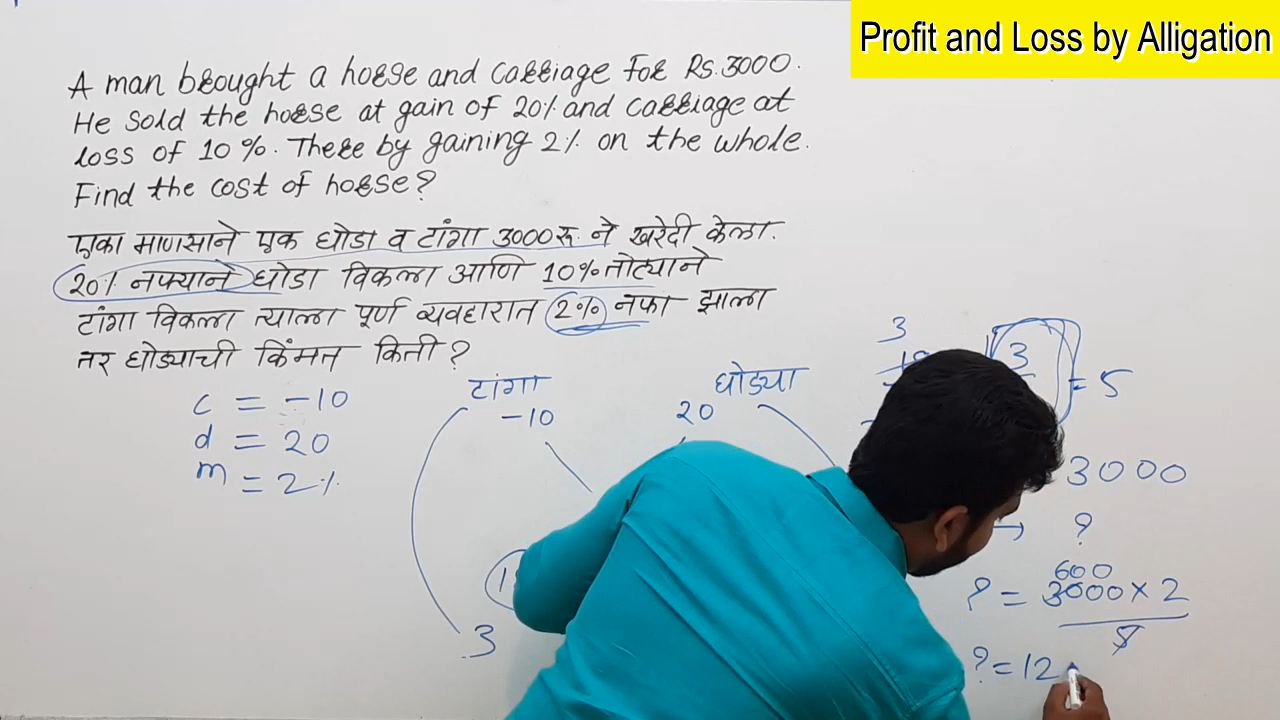 Profit and Loss by Alligation
A man brought a horse and carriage For Rs. 3000.
He sold the horse at gain of 20% and carriage at
loss of 10%. There by gaining 2% on the whole.
Find the cost of horse?
एका माणसाने एक घोडा व टांगा 3000 रू. ने खरेदी केला.
20% नफ्याने घोडा विकला आणि 10% तोट्याने
टांगा विकला त्याला पूर्ण व्यवहारात 2% नफा झाला
तर घोड्याची किंमत किती?
c = -10
d = 20
m = 2%
टांगा घोड्या
-10 20
3
3
3 = 5
3000
→ ?
600
? = 3000 × 2
5
? = 12